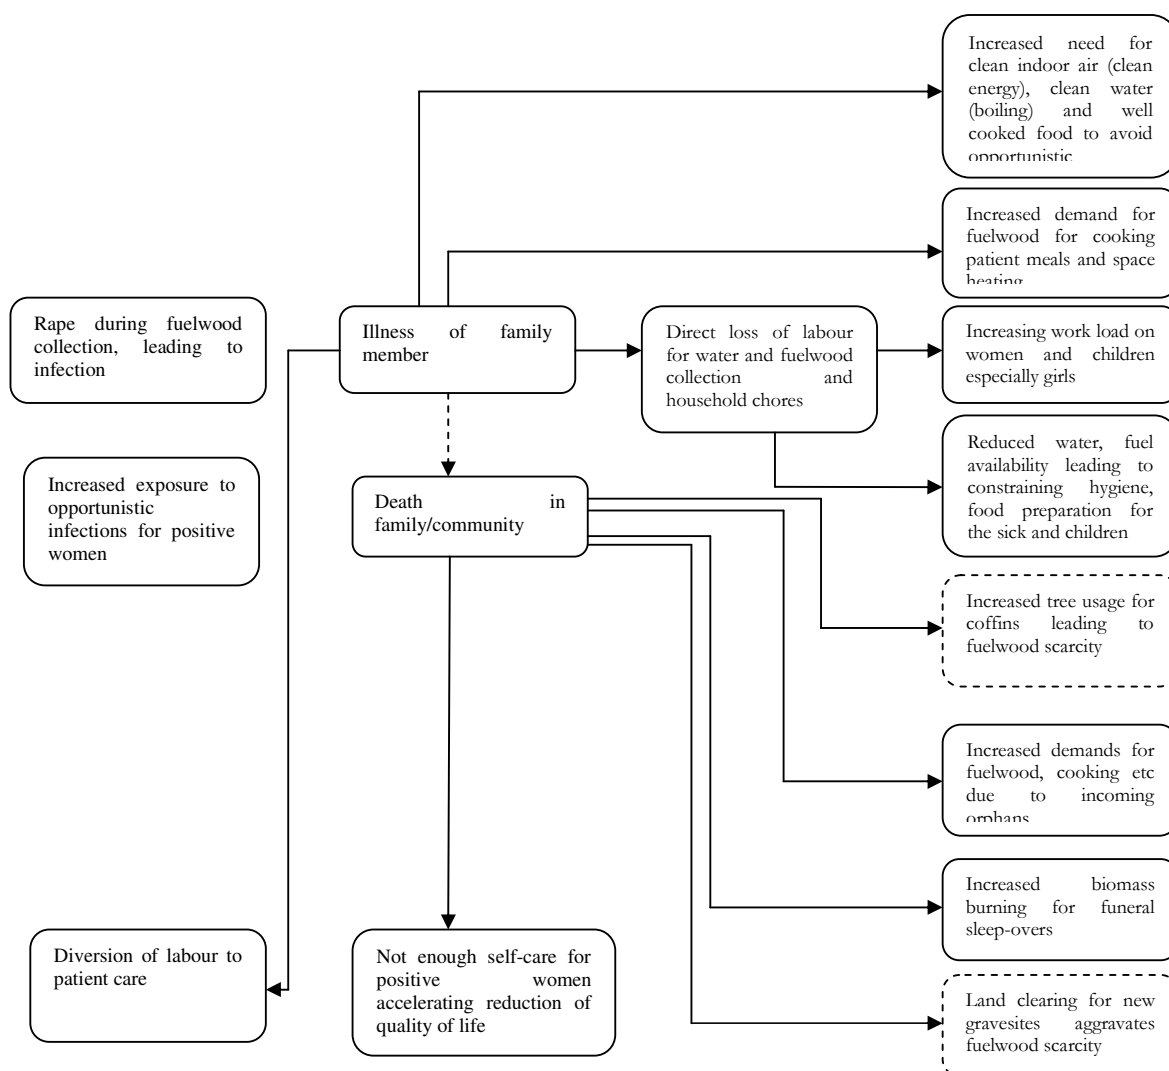 Increased need for
clean indoor air (clean
energy), clean water
(boiling) and well
cooked food to avoid
opportunistic
Increased demand for
fuelwood for cooking
patient meals and space
heating
Rape during fuelwood
collection, leading to
infection
Illness of family
member
Direct loss of labour
for water and fuelwood
collection and
household chores
Increasing work load on
women and children
especially girls
Increased exposure to
opportunistic
infections for positive
women
Death in
family/community
Reduced water, fuel
availability leading to
constraining hygiene,
food preparation for
the sick and children
Increased tree usage for
coffins leading to
fuelwood scarcity
Increased demands for
fuelwood, cooking etc
due to incoming
orphans
Increased biomass
burning for funeral
sleep-overs
Diversion of labour to
patient care
Not enough self-care for
positive women
accelerating reduction of
quality of life
Land clearing for new
gravesites aggravates
fuelwood scarcity